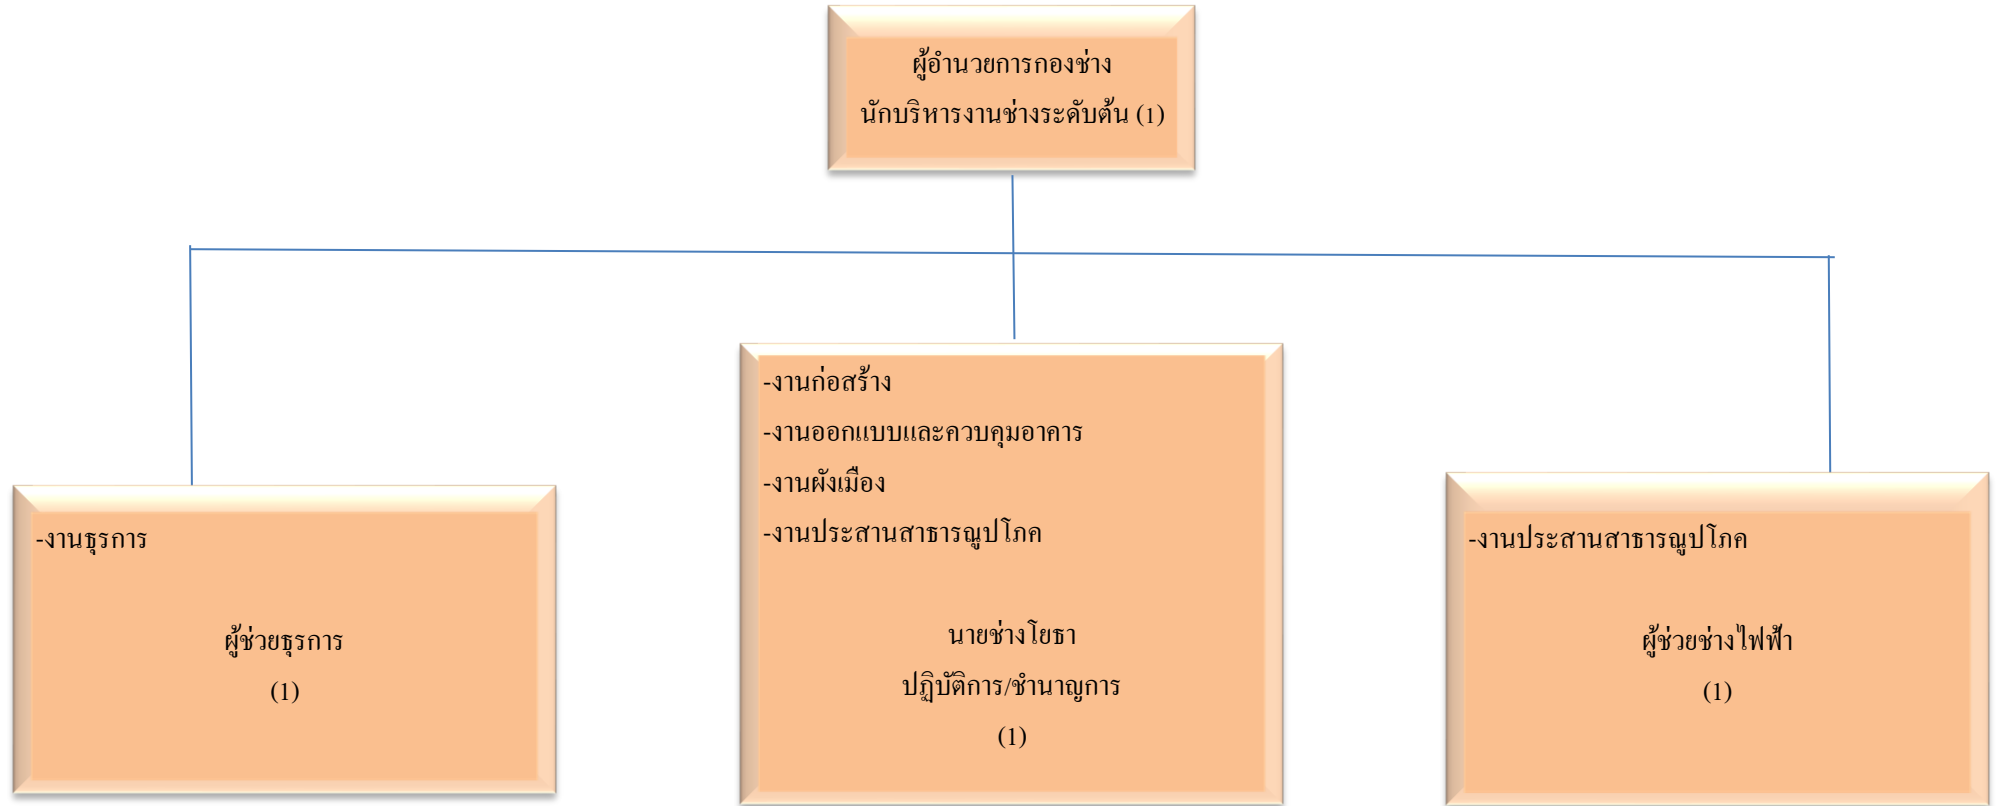 ผู้อำนวยการกองช่าง
นักบริหารงานช่างระดับต้น (1)
-งานธุรการ
ผู้ช่วยธุรการ
(1)
-งานก่อสร้าง
-งานออกแบบและควบคุมอาคาร
-งานผังเมือง
-งานประสานสาธารณูปโภค
นายช่างโยธา
ปฏิบัติการ/ชำนาญการ
(1)
-งานประสานสาธารณูปโภค
ผู้ช่วยช่างไฟฟ้า
(1)